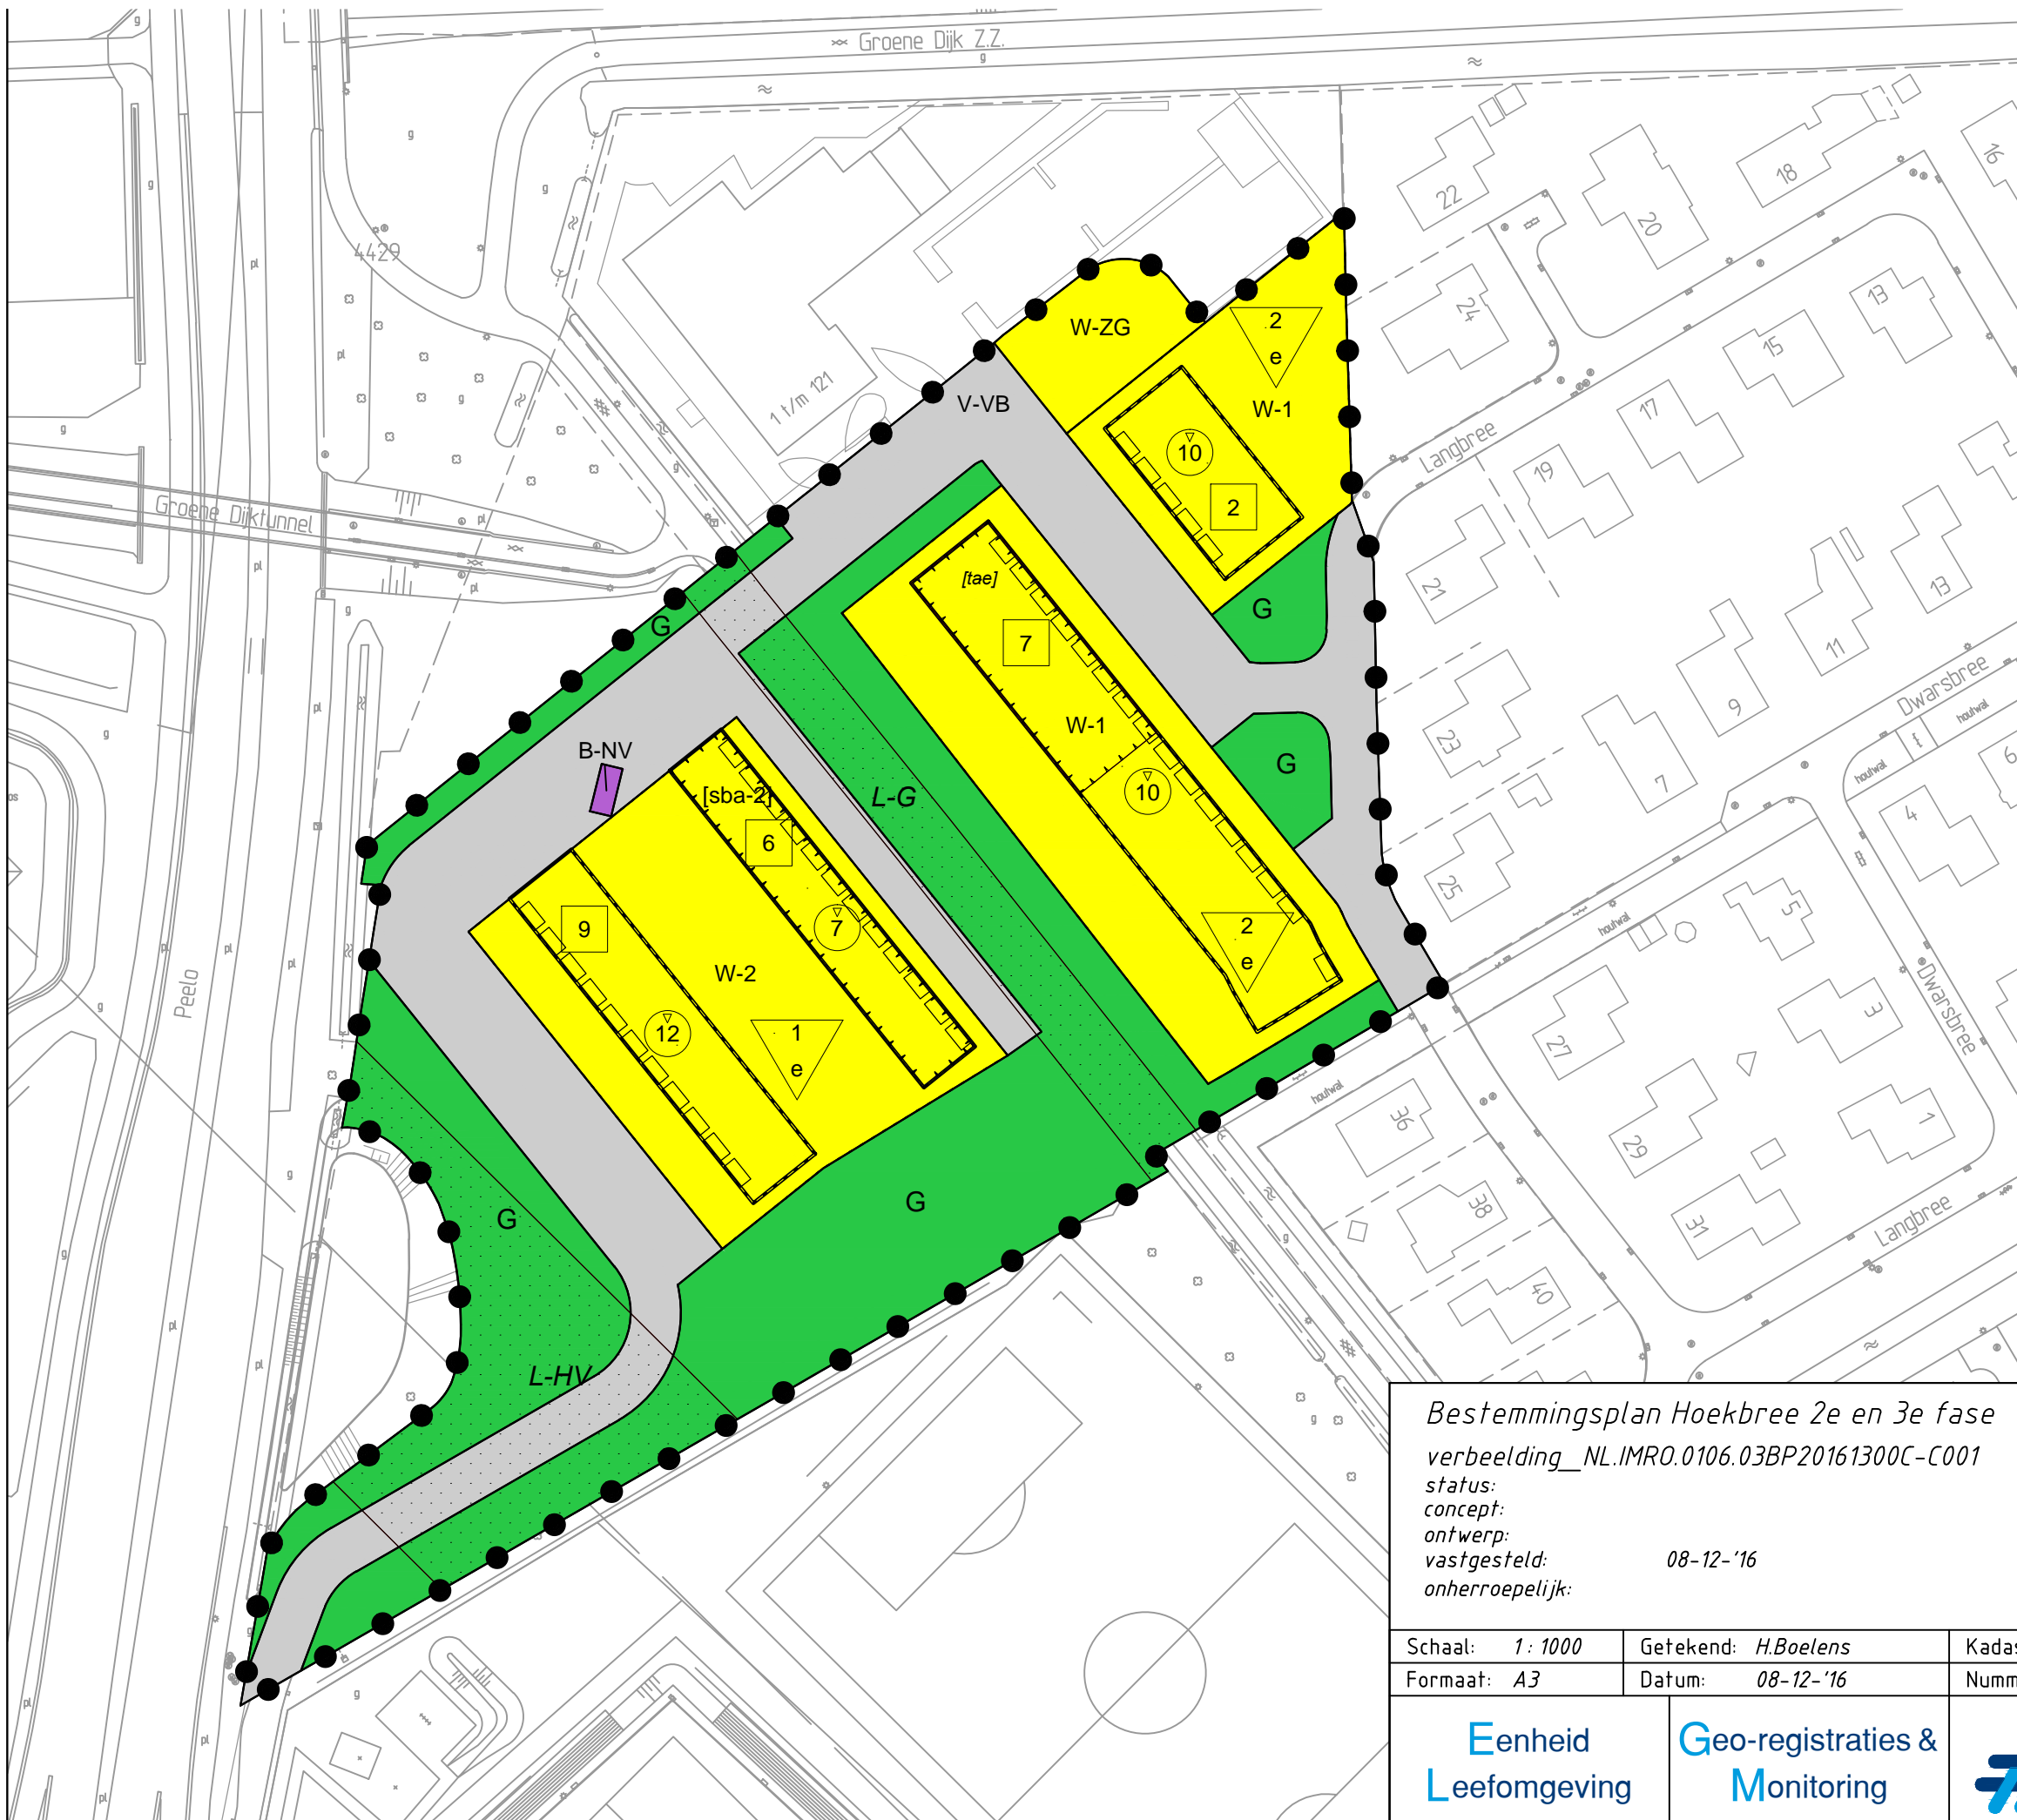 Groene Dijk Z.Z.
g
4429
pl
22
20
18
16
24
13
15
17
19
Langbree
1 t/m 121
W-ZG
2
e
W-1
V-VB
10
2
Groene Dijktunnel
[tae]
7
G
21
13
11
9
7
23
Dwarsbree
houtwal
6
4
G
W-1
10
B-NV
[sba-2]
L-G
G
6
25
7
9
W-2
12
1
e
2
e
5
houtwal
Peelo
27
3
Dwarsbree
houtwal
36
29
1
38
31
Langbree
40
G
G
L-HV
Bestemmingsplan Hoekbree 2e en 3e fase
verbeelding_NL.IMRO.0106.03BP20161300C-C001
status:
concept:
ontwerp:
vastgesteld: 08-12-'16
onherroepelijk:
Schaal: 1: 1000 Getekend: H.Boelens
Formaat: A3 Datum: 08-12-'16
Eenheid
Leefomgeving
Geo-registraties &
Monitoring